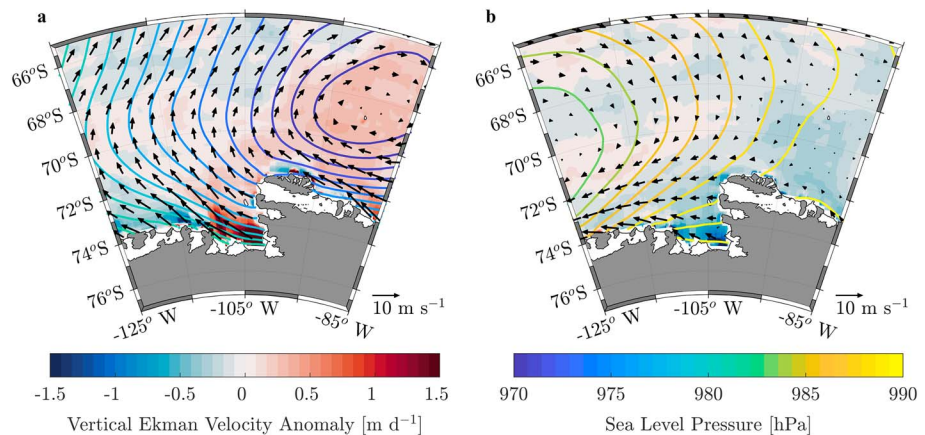 a
66°S
68°S
70°S
72°S
74°S
76°S
-125° W
-105° W
-85° W
10 m s⁻¹
b
66°S
68°S
70°S
72°S
74°S
76°S
-125° W
-105° W
-85° W
10 m s⁻¹
-1.5 -1 -0.5 0 0.5 1 1.5
Vertical Ekman Velocity Anomaly [m d⁻¹]
970 975 980 985 990
Sea Level Pressure [hPa]